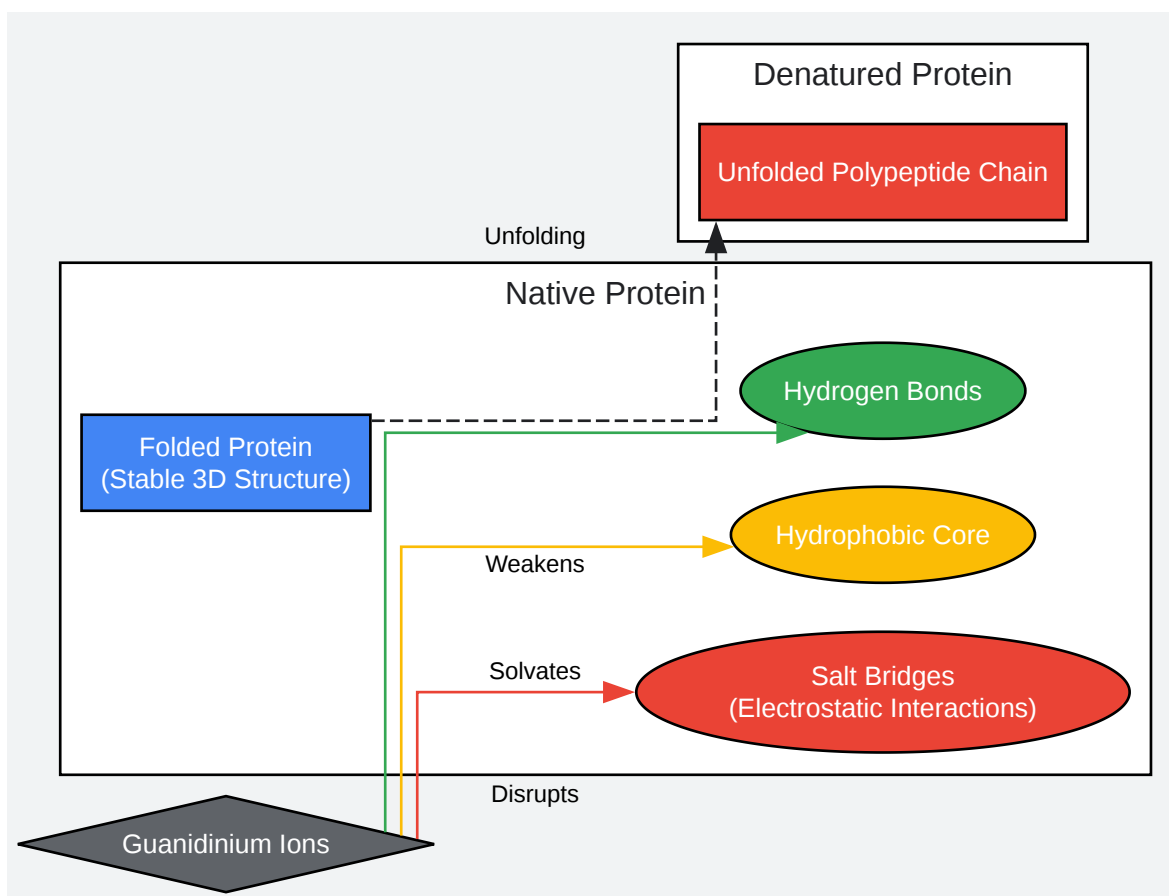 Denatured Protein
Unfolded Polypeptide Chain
Unfolding
Native Protein
Hydrogen Bonds
Folded Protein
(Stable 3D Structure)
Hydrophobic Core
Weakens
Solvates
Salt Bridges
(Electrostatic Interactions)
Disrupts
Guanidinium Ions